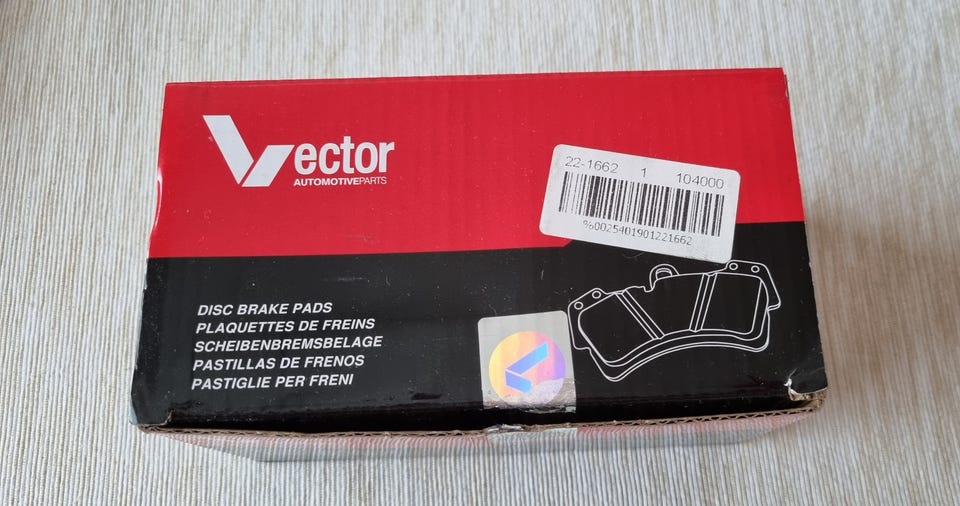 Vector
AUTOMOTIVEPARTS
22-1662 1 104000
%0025401901221662
DISC BRAKE PADS
PLAQUETTES DE FREINS
SCHEIBENBREMSBELAGE
PASTILLAS DE FRENOS
PASTIGLIE PER FRENI